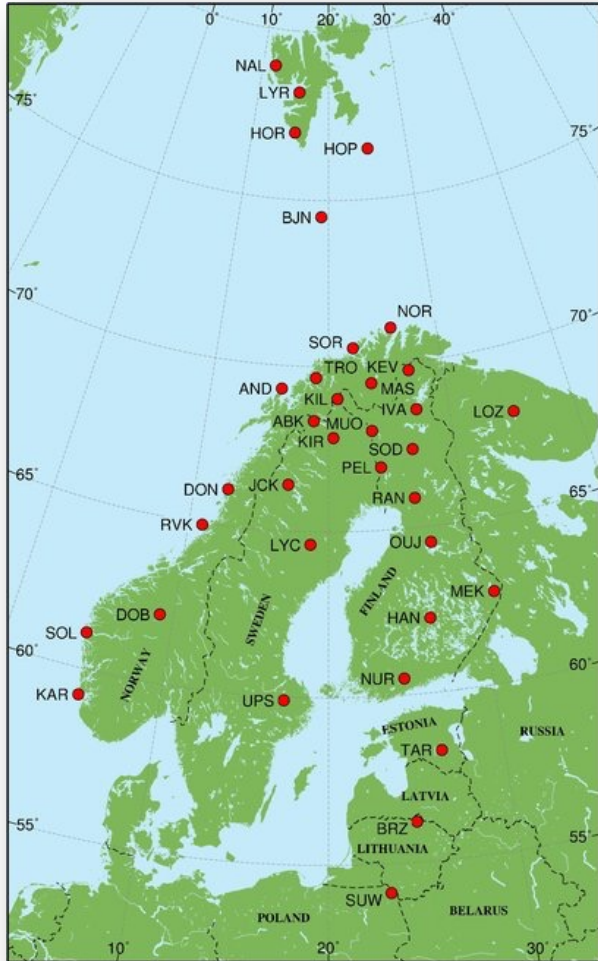 0°
10°
20°
30°
40°
NAL
75°
LYR
HOR
75°
HOP
BJN
70°
NOR
70°
SOR
TRO
KEV
AND
KIL
MAS
ABK
MUO
IVA
LOZ
KIR
SOD
65°
PEL
DON
JCK
RAN
65°
RVK
LYC
OUJ
FINLAND
MEK
SWEDEN
DOB
HAN
SOL
60°
NORWAY
NUR
60°
KAR
UPS
ESTONIA
RUSSIA
TAR
LATVIA
55°
BRZ
55°
LITHUANIA
SUW
POLAND
BELARUS
10°
20°
30°